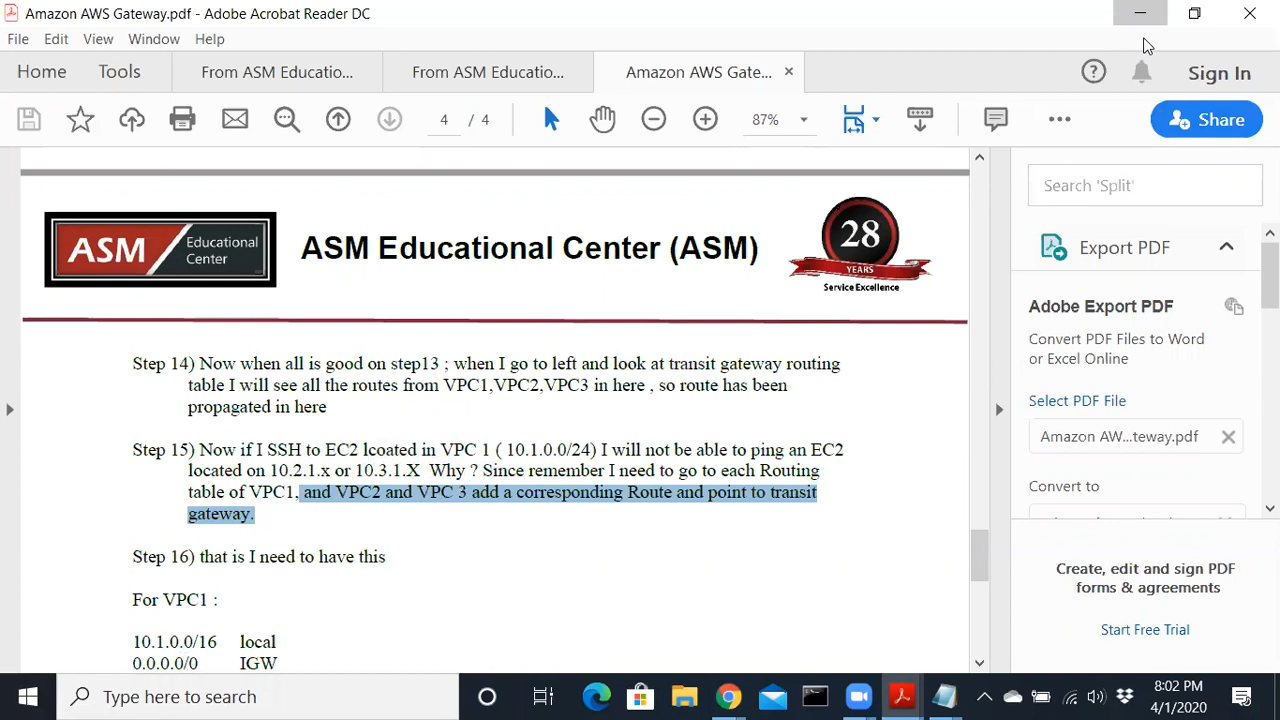 Amazon AWS Gateway.pdf - Adobe Acrobat Reader DC
File Edit View Window Help
Home Tools From ASM Educatio... From ASM Educatio... Amazon AWS Gate... Sign In
4 / 4 87% Share
ASM Educational Center
ASM Educational Center (ASM)
28 YEARS Service Excellence
Step 14) Now when all is good on step13 ; when I go to left and look at transit gateway routing
table I will see all the routes from VPC1,VPC2,VPC3 in here , so route has been
propagated in here
Step 15) Now if I SSH to EC2 lcoated in VPC 1 ( 10.1.0.0/24) I will not be able to ping an EC2
located on 10.2.1.x or 10.3.1.X Why ? Since remember I need to go to each Routing
table of VPC1, and VPC2 and VPC 3 add a corresponding Route and point to transit
gateway.
Step 16) that is I need to have this
For VPC1 :
10.1.0.0/16 local
0.0.0.0/0 IGW
Search 'Split'
Export PDF
Adobe Export PDF
Convert PDF Files to Word
or Excel Online
Select PDF File
Amazon AW...teway.pdf
Convert to
Create, edit and sign PDF
forms & agreements
Start Free Trial
Type here to search
8:02 PM
4/1/2020